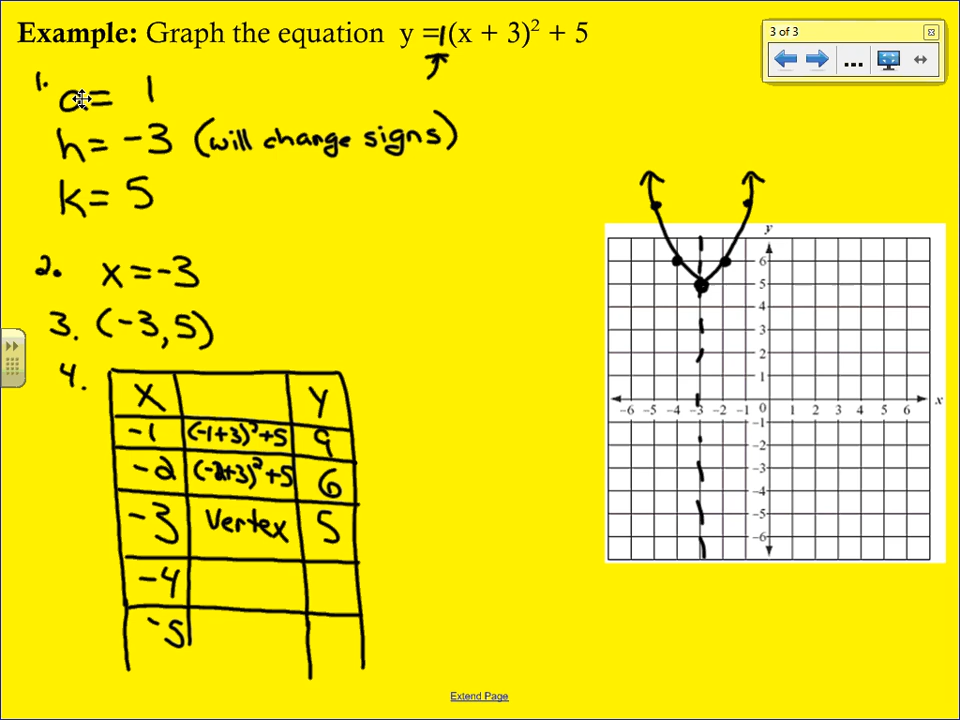 Example: Graph the equation y = 1(x + 3)² + 5
3 of 3
1. a = 1
h = -3 (will change signs)
k = 5
2. x = -3
3. (-3, 5)
4.
X Y
-1 (-1+3)²+5 9
-2 (-2+3)²+5 6
-3 Vertex 5
-4
-5
y
6
5
4
3
2
1
-6 -5 -4 -3 -2 -1 0 1 2 3 4 5 6 x
-1
-2
-3
-4
-5
-6
Extend Page